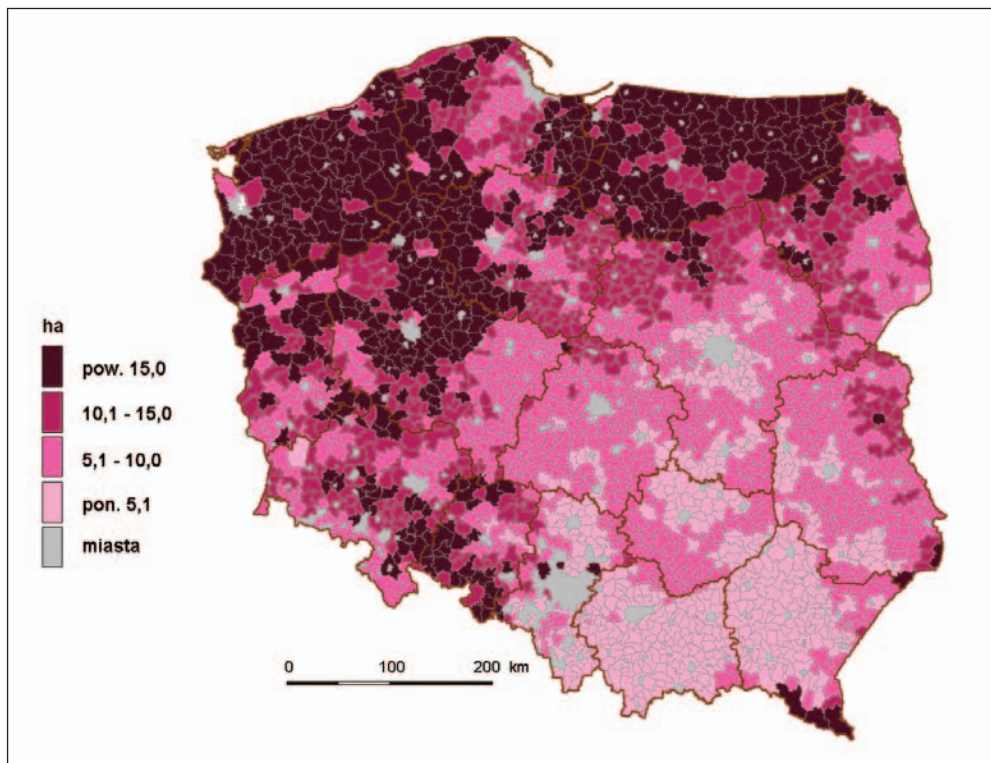 ha
pow. 15,0
10,1 - 15,0
5,1 - 10,0
pon. 5,1
miasta
0 100 200 km